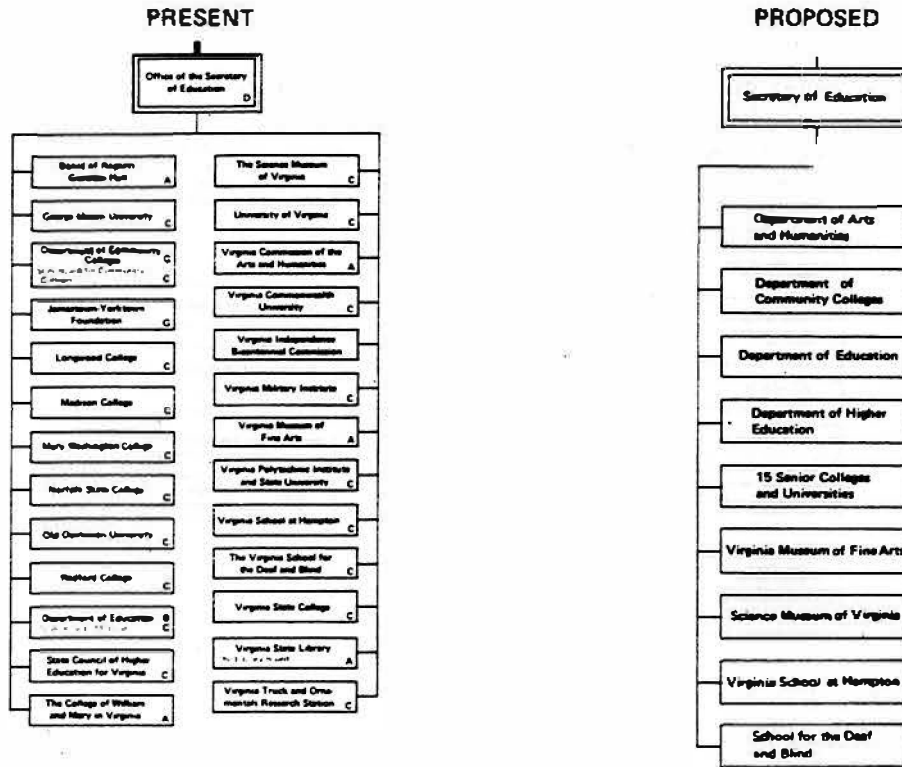 PRESENT
Office of the Secretary
of Education
D
Board of Regents
Gunston Hall
A
George Mason University
C
Department of Community
Colleges
G
C
Jamestown-Yorktown
Foundation
G
Longwood College
C
Madison College
C
Mary Washington College
C
Norfolk State College
C
Old Dominion University
C
Radford College
C
Department of Education
B
C
State Council of Higher
Education for Virginia
C
The College of William
and Mary in Virginia
A
The Science Museum
of Virginia
C
University of Virginia
C
Virginia Commission of the
Arts and Humanities
A
Virginia Commonwealth
University
C
Virginia Independence
Bicentennial Commission
Virginia Military Institute
C
Virginia Museum of
Fine Arts
A
Virginia Polytechnic Institute
and State University
C
Virginia School at Hampton
C
The Virginia School for
the Deaf and Blind
C
Virginia State College
C
Virginia State Library
A
Virginia Truck and Orna-
mentals Research Station
C
PROPOSED
Secretary of Education
Department of Arts
and Humanities
Department of
Community Colleges
Department of Education
Department of Higher
Education
15 Senior Colleges
and Universities
Virginia Museum of Fine Arts
Science Museum of Virginia
Virginia School at Hampton
School for the Deaf
and Blind